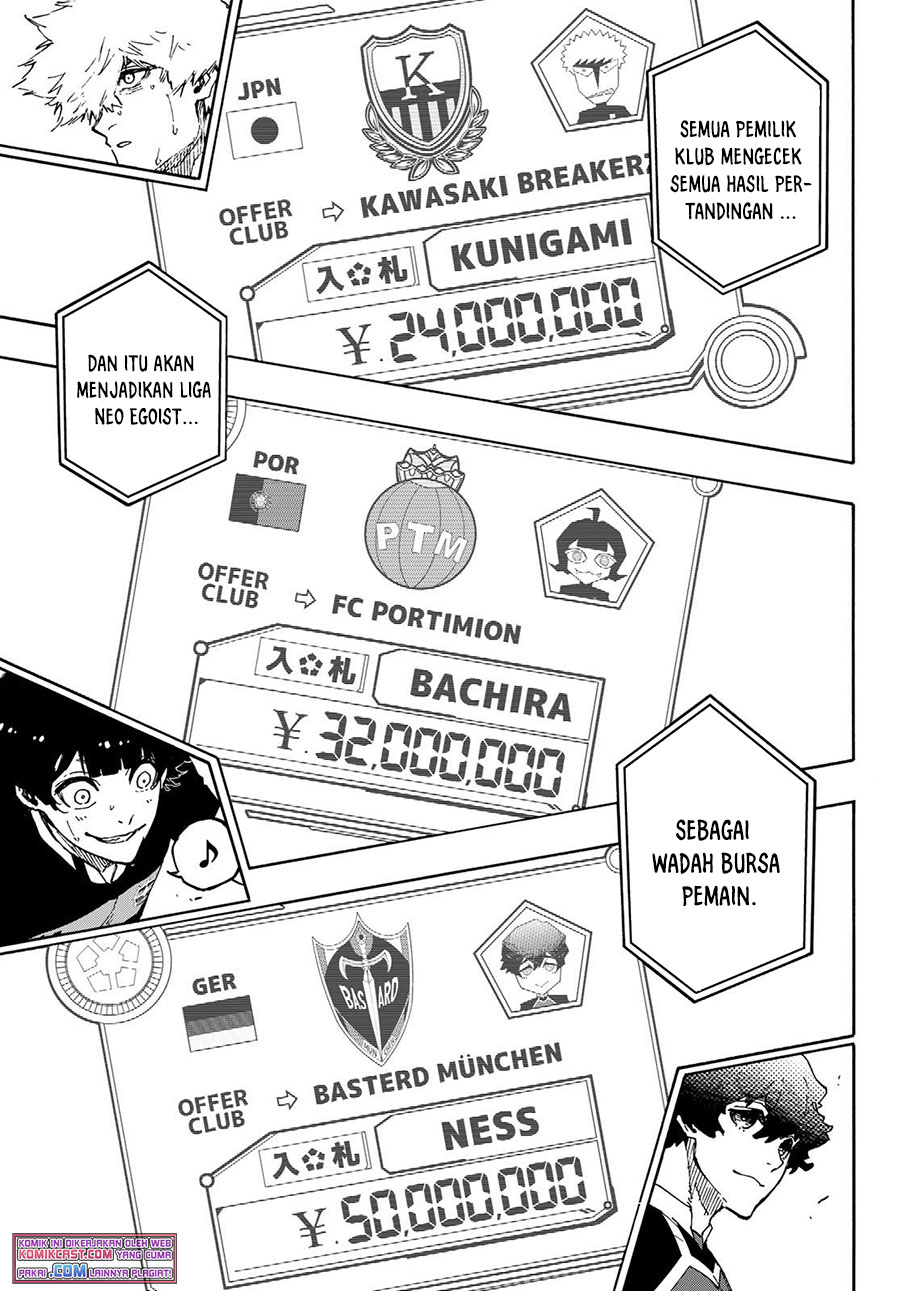 JPN
K
OFFER
CLUB
⇨ KAWASAKI BREAKERZ
入札
KUNIGAMI
¥.24,000,000
SEMUA PEMILIK
KLUB MENGECEK
SEMUA HASIL PER-
TANDINGAN ...
DAN ITU AKAN
MENJADIKAN LIGA
NEO EGOIST...
POR
PTM
OFFER
CLUB
⇨ FC PORTIMION
入札
BACHIRA
¥.32,000,000
♪
SEBAGAI
WADAH BURSA
PEMAIN.
GER
BASTARD
OFFER
CLUB
⇨ BASTERD MÜNCHEN
入札
NESS
¥.50,000,000
KOMIK INI DIKERJAKAN OLEH WEB
KOMIKCAST.COM YANG CUMA
PAKAI .COM LAINNYA PLAGIAT!